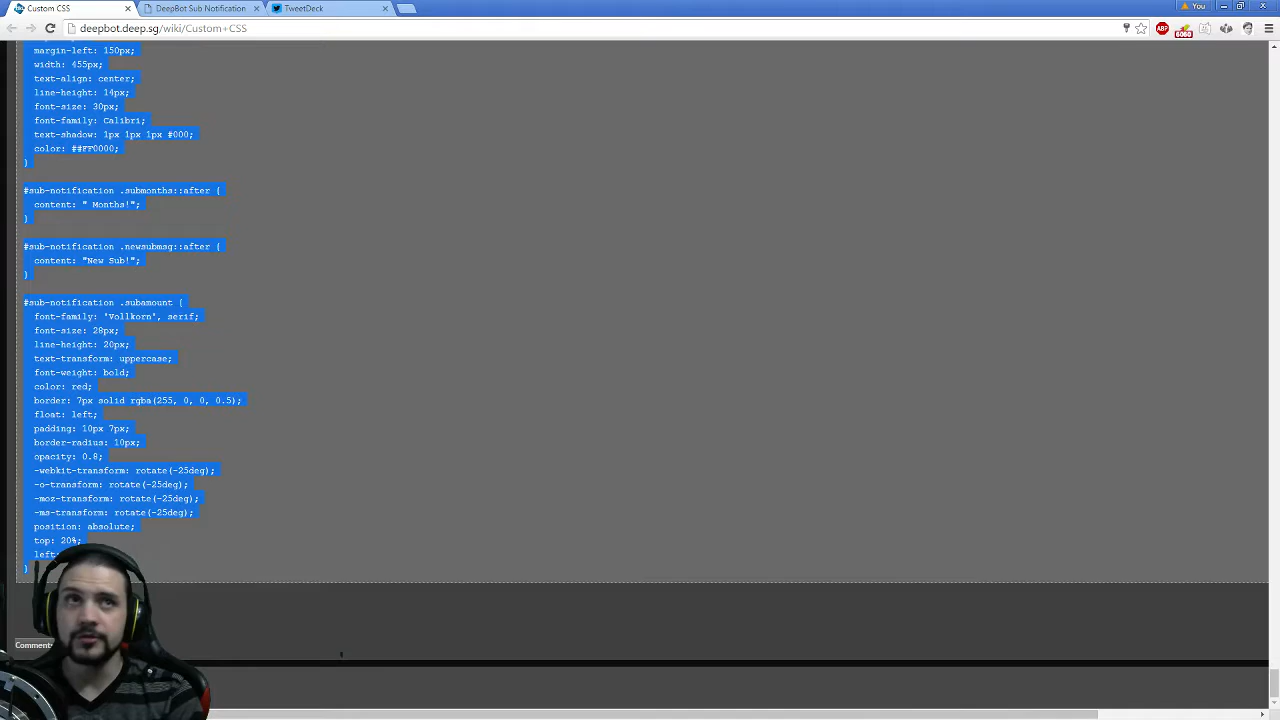 Custom CSS
DeepBot Sub Notification
TweetDeck
You
deepbot.deep.sg/wiki/Custom+CSS
ABP
6060
margin-left: 150px;
width: 455px;
text-align: center;
line-height: 14px;
font-size: 30px;
font-family: Calibri;
text-shadow: 1px 1px 1px #000;
color: ##FF0000;
}
#sub-notification .submonths::after {
content: " Months!";
}
#sub-notification .newsubmsg::after {
content: "New Sub!";
}
#sub-notification .subamount {
font-family: 'Vollkorn', serif;
font-size: 28px;
line-height: 20px;
text-transform: uppercase;
font-weight: bold;
color: red;
border: 7px solid rgba(255, 0, 0, 0.5);
float: left;
padding: 10px 7px;
border-radius: 10px;
opacity: 0.8;
-webkit-transform: rotate(-25deg);
-o-transform: rotate(-25deg);
-moz-transform: rotate(-25deg);
-ms-transform: rotate(-25deg);
position: absolute;
top: 20%;
left:
}
Comments